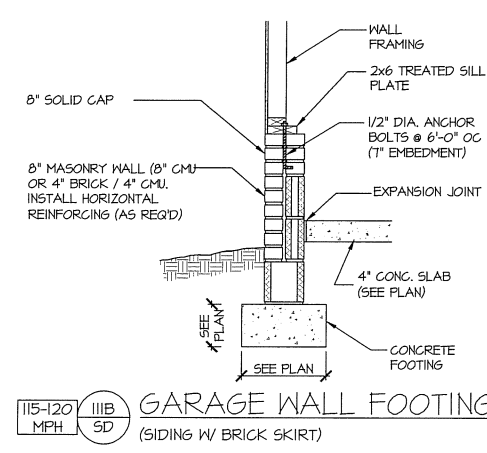 WALL
FRAMING
2x6 TREATED SILL
PLATE
8" SOLID CAP
1/2" DIA. ANCHOR
BOLTS @ 6'-0" OC
(7" EMBEDMENT)
8" MASONRY WALL (8" CMU
OR 4" BRICK / 4" CMU.
INSTALL HORIZONTAL
REINFORCING (AS REQ'D)
EXPANSION JOINT
4" CONC. SLAB
(SEE PLAN)
SEE
PLAN
SEE PLAN
CONCRETE
FOOTING
115-120
MPH
111B
SD
GARAGE WALL FOOTING
(SIDING W/ BRICK SKIRT)